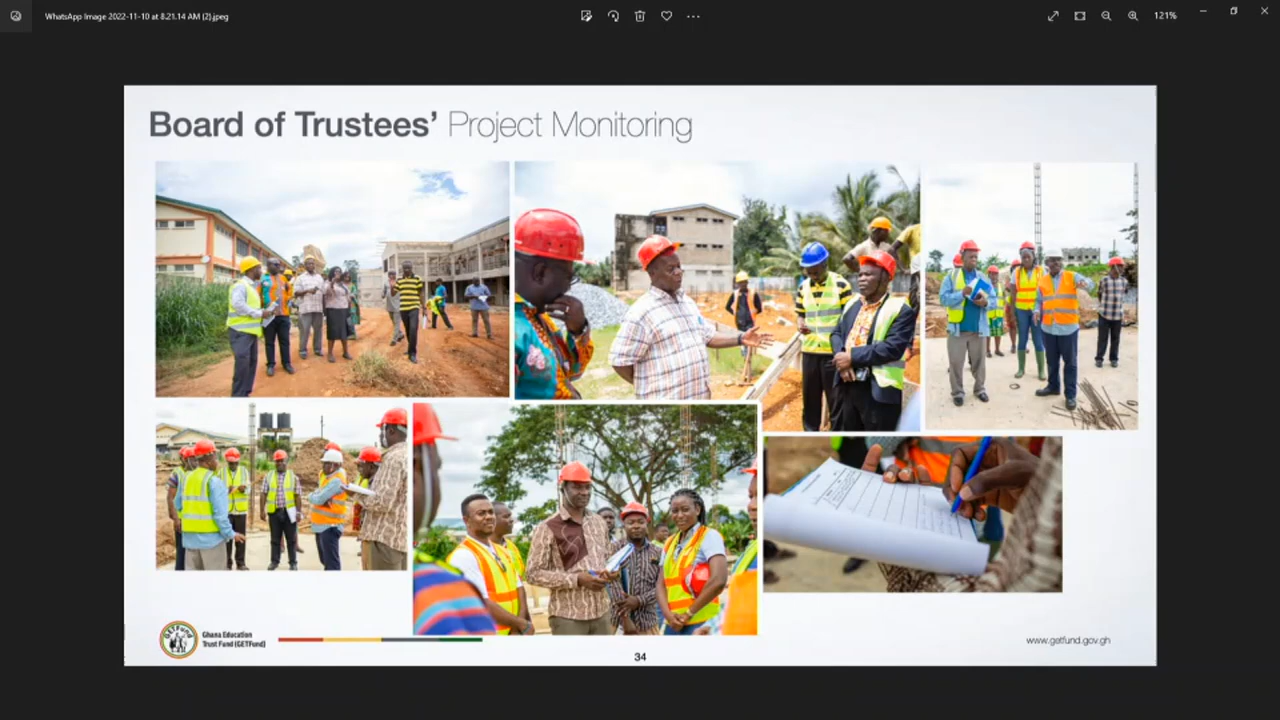 WhatsApp Image 2022-11-10 at 8.21.14 AM (2).jpeg
121%
Board of Trustees' Project Monitoring
GETFund
Ghana Education
Trust Fund (GETFund)
www.getfund.gov.gh
34